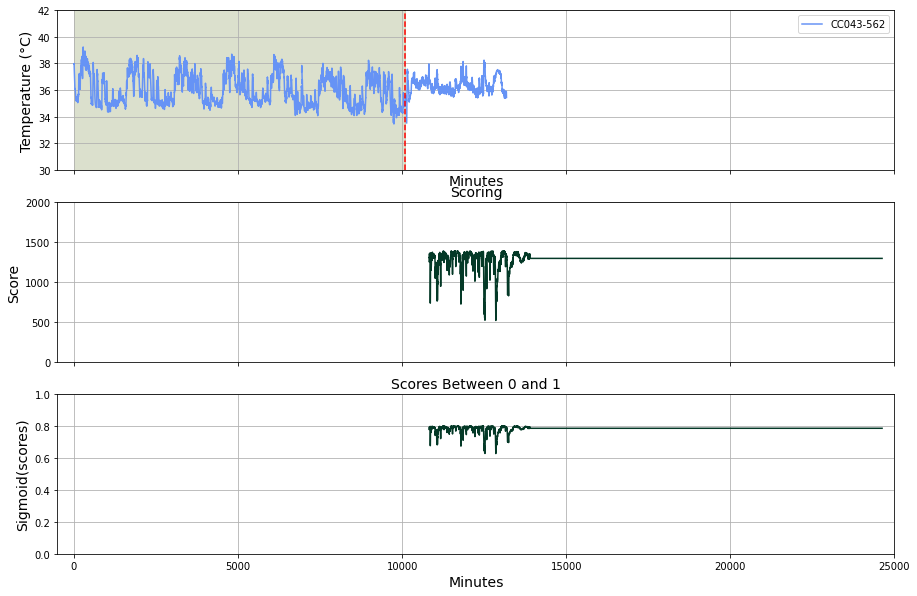 42
40
38
36
34
32
30
Temperature (°C)
CC043-562
Minutes
Scoring
2000
1500
1000
500
0
Score
Scores Between 0 and 1
1.0
0.8
0.6
0.4
0.2
0.0
Sigmoid(scores)
0 5000 10000 15000 20000 25000
Minutes